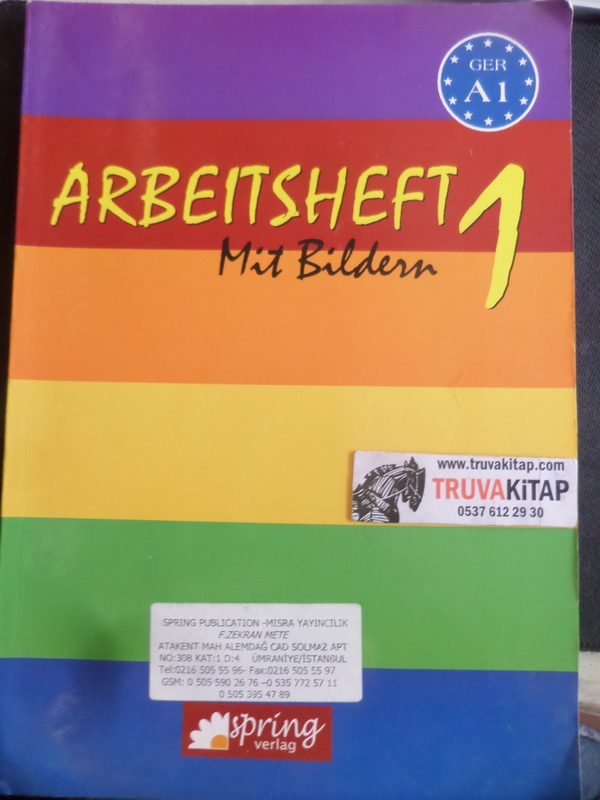 GER
A1
ARBEITSHEFT 1
Mit Bildern
www.truvakitap.com
TRUVAKİTAP
0537 612 29 30
SPRING PUBLICATION -MISRA YAYINCILIK
F.ZEKRAN METE
ATAKENT MAH ALEMDAĞ CAD SOLMAZ APT
NO:308 KAT:1 D:4 ÜMRANİYE/İSTANBUL
Tel:0216 505 55 96- Fax:0216 505 55 97
GSM: 0 505 590 26 76 -0 535 772 57 11
0 505 395 47 89
spring
verlag